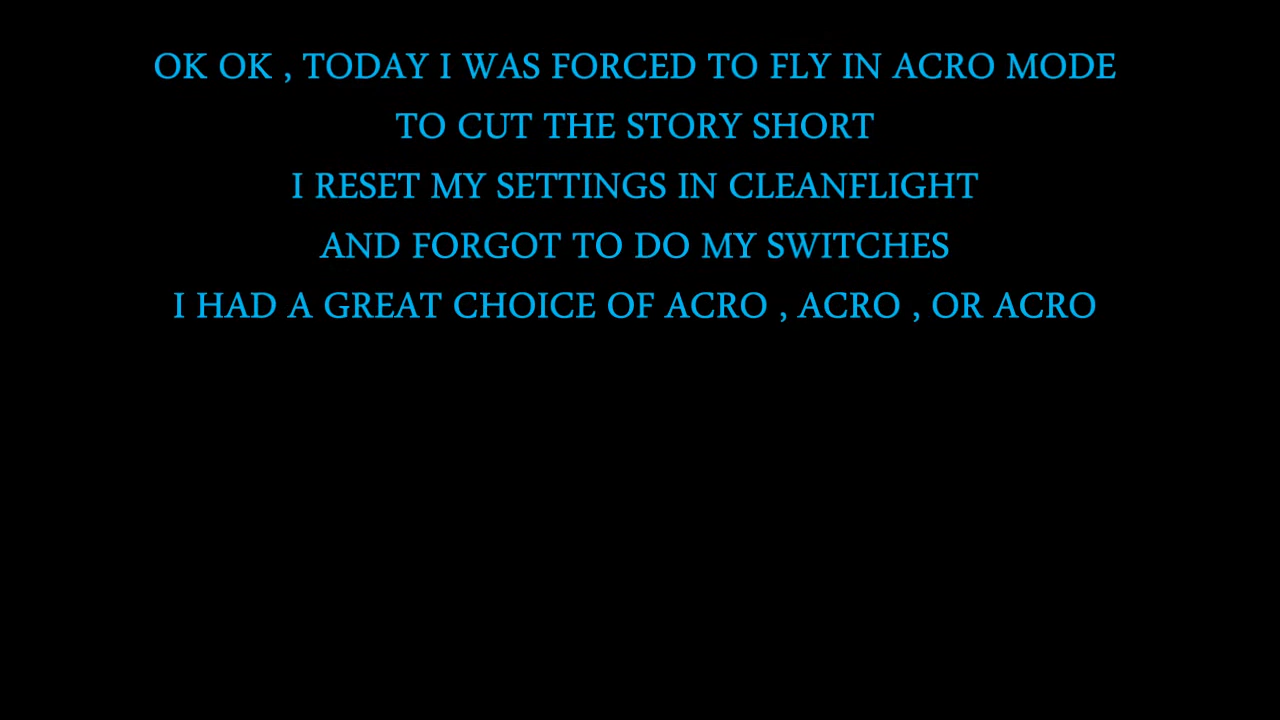 OK OK , TODAY I WAS FORCED TO FLY IN ACRO MODE
TO CUT THE STORY SHORT
I RESET MY SETTINGS IN CLEANFLIGHT
AND FORGOT TO DO MY SWITCHES
I HAD A GREAT CHOICE OF ACRO , ACRO , OR ACRO